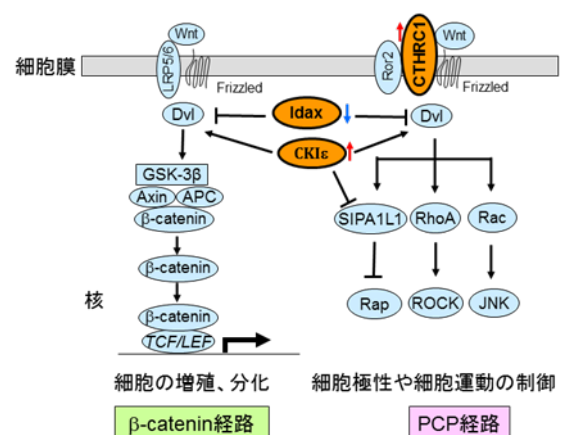 Wnt
Wnt
細胞膜
LRP5/6
Frizzled
Ror2
CTHRC1
Frizzled
Dvl
Idax
Dvl
CKIε
GSK-3β
Axin
APC
β-catenin
SIPA1L1
RhoA
Rac
β-catenin
核
Rap
ROCK
JNK
β-catenin
TCF/LEF
細胞の増殖、分化
細胞極性や細胞運動の制御
β-catenin経路
PCP経路